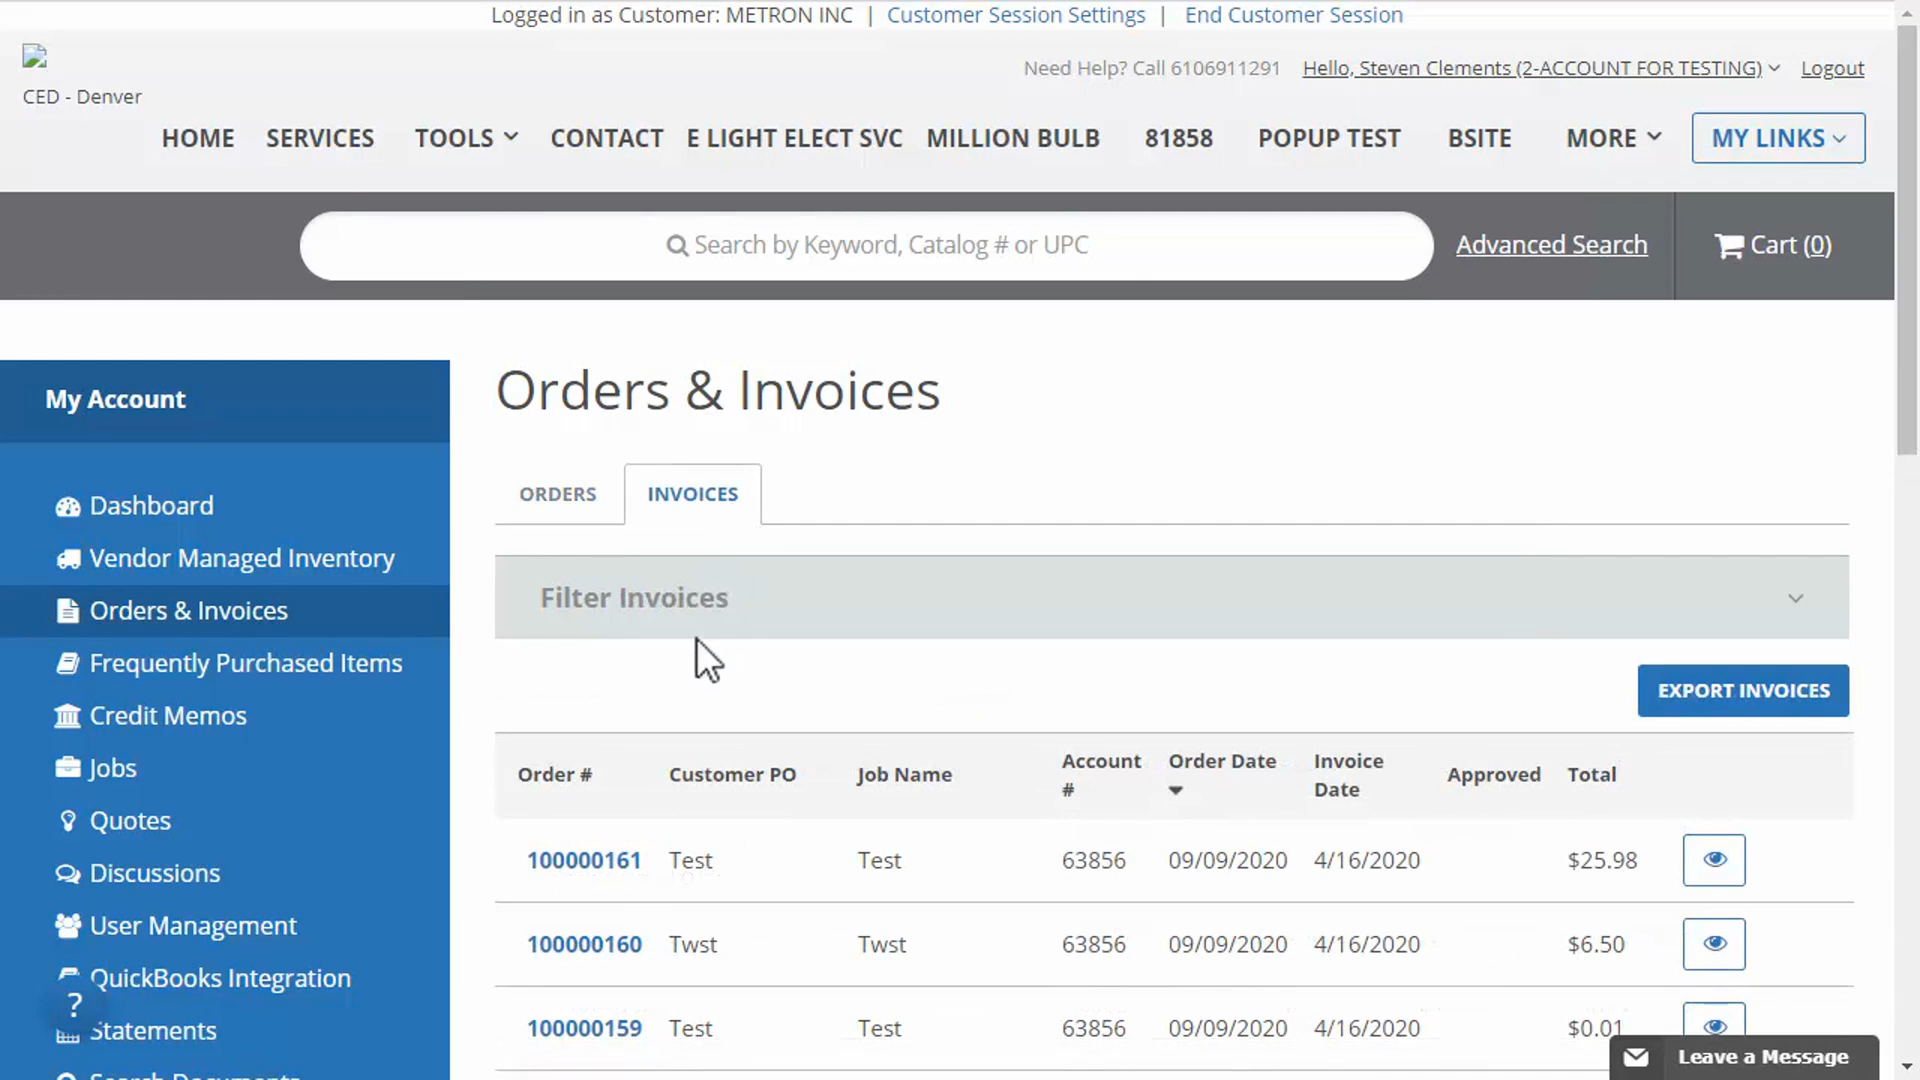 Logged in as Customer: METRON INC | Customer Session Settings | End Customer Session
CED - Denver
Need Help? Call 6106911291 Hello, Steven Clements (2-ACCOUNT FOR TESTING) Logout
HOME SERVICES TOOLS CONTACT E LIGHT ELECT SVC MILLION BULB 81858 POPUP TEST BSITE MORE MY LINKS
Search by Keyword, Catalog # or UPC Advanced Search Cart (0)
My Account
Dashboard
Vendor Managed Inventory
Orders & Invoices
Frequently Purchased Items
Credit Memos
Jobs
Quotes
Discussions
User Management
QuickBooks Integration
?
Statements
Search Documents
Orders & Invoices
ORDERS INVOICES
Filter Invoices
EXPORT INVOICES
Order # Customer PO Job Name Account # Order Date Invoice Date Approved Total
100000161 Test Test 63856 09/09/2020 4/16/2020 $25.98
100000160 Twst Twst 63856 09/09/2020 4/16/2020 $6.50
100000159 Test Test 63856 09/09/2020 4/16/2020 $0.01
Leave a Message